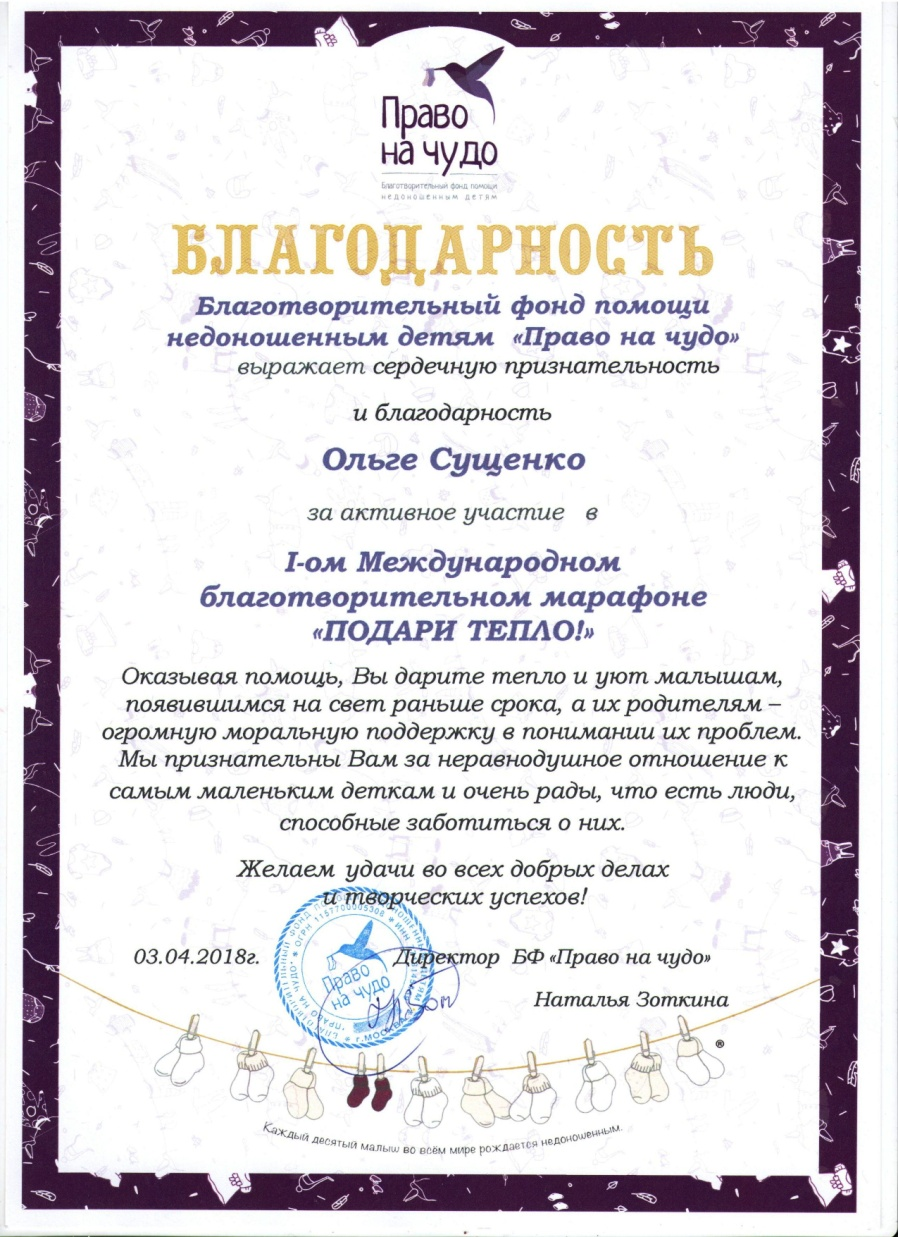 Право
на чудо
Благотворительный фонд помощи
недоношенным детям
БЛАГОДАРНОСТЬ
Благотворительный фонд помощи
недоношенным детям «Право на чудо»
выражает сердечную признательность
и благодарность
Ольге Сущенко
за активное участие в
I-ом Международном
благотворительном марафоне
«ПОДАРИ ТЕПЛО!»
Оказывая помощь, Вы дарите тепло и уют малышам,
появившимся на свет раньше срока, а их родителям –
огромную моральную поддержку в понимании их проблем.
Мы признательны Вам за неравнодушное отношение к
самым маленьким деткам и очень рады, что есть люди,
способные заботиться о них.
Желаем удачи во всех добрых делах
и творческих успехов!
03.04.2018г. Директор БФ «Право на чудо»
Право
на чудо
г.МОСКВА
Наталья Зоткина
®
Каждый десятый малыш во всём мире рождается недоношенным.